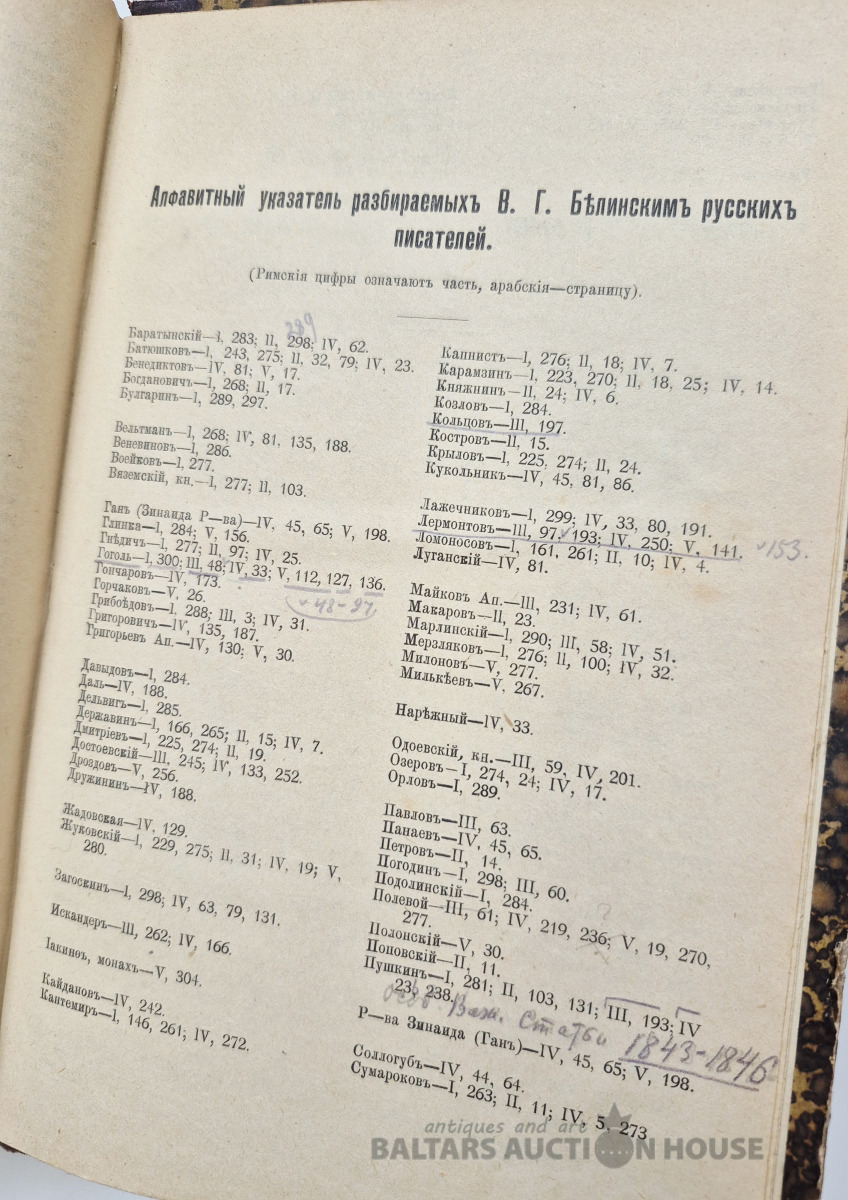 Алфавитный указатель разбираемыхъ В. Г. Бѣлинскимъ русскихъ
писателей.
(Римскія цифры означаютъ часть, арабскія—страницу).
289
Баратынскій—I, 283; II, 298; IV, 62.
Батюшковъ—I, 243, 275; II, 32, 79; IV, 23.
Бенедиктовъ—IV, 81; V, 17.
Богдановичъ—I, 268; II, 17.
Булгаринъ—I, 289, 297.
Вельтманъ—I, 268; IV, 81, 135, 188.
Веневиновъ—I, 286.
Воейковъ—I, 277.
Вяземскій, кн.—I, 277; II, 103.
Ганъ (Зинаида Р—ва)—IV, 45, 65; V, 198.
Глинка—I, 284; V, 156.
Гнѣдичъ—I, 277; II, 97; IV, 25.
Гоголь—I, 300; III, 48; IV, 33; V, 112, 127, 136.
Гончаровъ—IV, 173.
48-97
Горчаковъ—V, 26.
Грибоѣдовъ—I, 288; III, 3; IV, 31.
Григоровичъ—IV, 135, 187.
Григорьевъ Ап.—IV, 130; V, 30.
Давыдовъ—I, 284.
Даль—IV, 188.
Дельвигъ—I, 285.
Державинъ—I, 166, 265; II, 15; IV, 7.
Дмитріевъ—I, 225, 274; II, 19.
Достоевскій—III, 245; IV, 133, 252.
Дроздовъ—V, 256.
Дружининъ—IV, 188.
Жадовская—IV, 129.
Жуковскій—I, 229, 275; II, 31; IV, 19; V,
280.
Загоскинъ—I, 298; IV, 63, 79, 131.
Искандеръ—III, 262; IV, 166.
Іакинѳъ, монахъ—V, 304.
Кайдановъ—IV, 242.
Кантемиръ—I, 146, 261; IV, 272.
Капнистъ—I, 276; II, 18; IV, 7.
Карамзинъ—I, 223, 270; II, 18, 25; IV, 14.
Княжнинъ—II, 24; IV, 6.
Козловъ—I, 284.
Кольцовъ—III, 197.
Костровъ—II, 15.
Крыловъ—I, 225, 274; II, 24.
Кукольникъ—IV, 45, 81, 86.
Лажечниковъ—I, 299; IV, 33, 80, 191.
Лермонтовъ—III, 97, 193; IV, 250; V, 141. 153.
Ломоносовъ—I, 161, 261; II, 10; IV, 4.
Луганскій—IV, 81.
Майковъ Ап.—III, 231; IV, 61.
Макаровъ—II, 23.
Марлинскій—I, 290; III, 58; IV, 51.
Мерзляковъ—I, 276; II, 100; IV, 32.
Милоновъ—V, 277.
Милькѣевъ—V, 267.
Нарѣжный—IV, 33.
Одоевскій, кн.—III, 59, IV, 201.
Озеровъ—I, 274, 24; IV, 17.
Орловъ—I, 289.
Павловъ—III, 63.
Панаевъ—IV, 45, 65.
Петровъ—II, 14.
Погодинъ—I, 298; III, 60.
Подолинскій—I, 284.
Полевой—III, 61; IV, 219, 236; V, 19, 270,
277.
Полонскій—V, 30.
Поповскій—II, 11.
Пушкинъ—I, 281; II, 103, 131; III, 193; IV
23, 238.
особ. Важ. Статьи 1843-1846
Р—ва Зинаида (Ганъ)—IV, 45, 65; V, 198.
Соллогубъ—IV, 44, 64.
Сумароковъ—I, 263; II, 11; IV, 5, 273
antiques and art
BALTARS AUCTION HOUSE